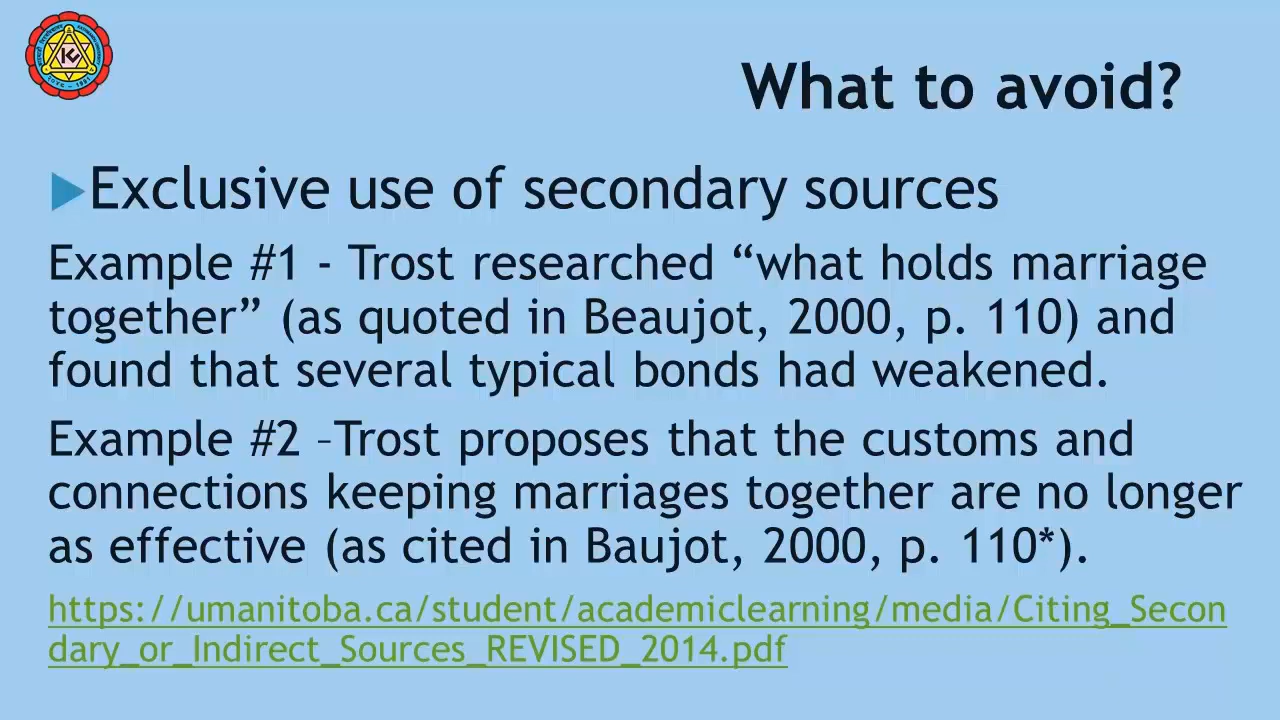 What to avoid?
Exclusive use of secondary sources
Example #1 - Trost researched “what holds marriage
together” (as quoted in Beaujot, 2000, p. 110) and
found that several typical bonds had weakened.
Example #2 –Trost proposes that the customs and
connections keeping marriages together are no longer
as effective (as cited in Baujot, 2000, p. 110*).
https://umanitoba.ca/student/academiclearning/media/Citing_Secon
dary_or_Indirect_Sources_REVISED_2014.pdf